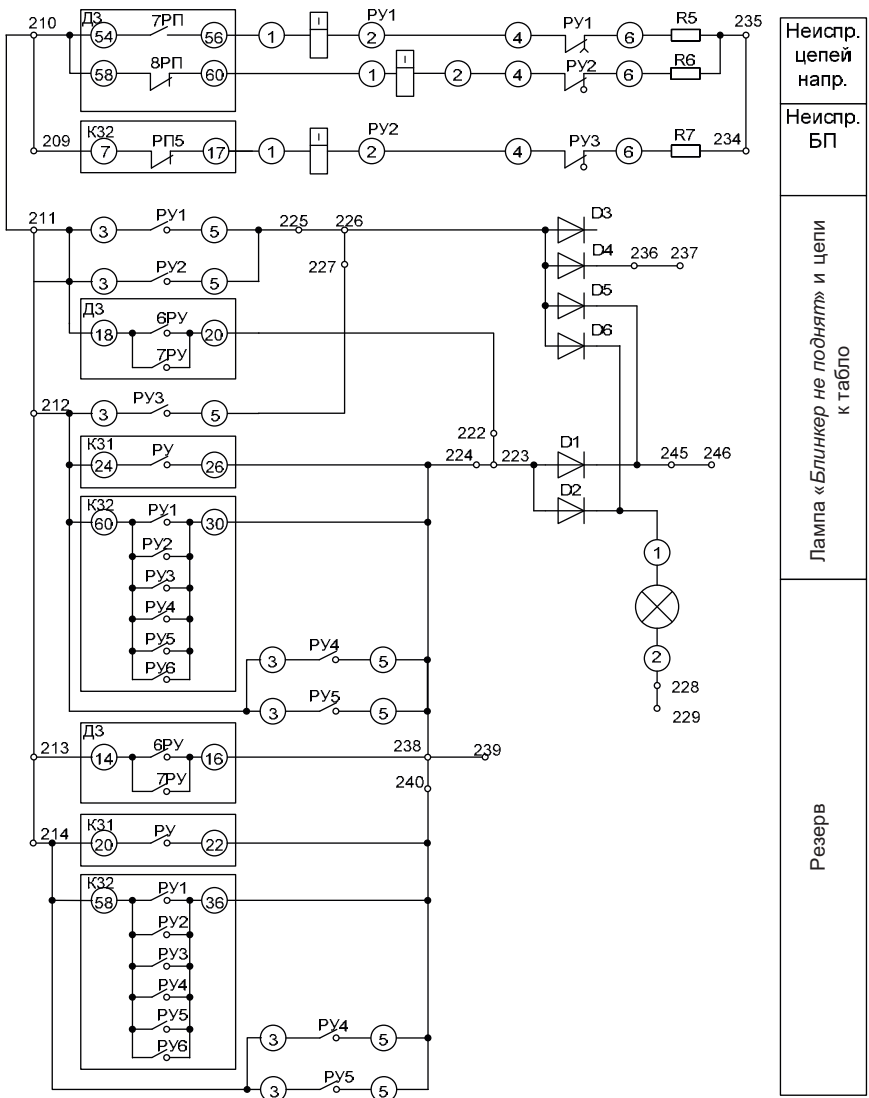 210
ДЗ
54
7РП
56
1
I
РУ1
2
4
РУ1
6
R5
235
58
8РП
60
1
I
2
4
РУ2
6
R6
209
КЗ2
7
РП5
17
1
I
РУ2
2
4
РУ3
6
R7
234
211
3
РУ1
5
225
226
D3
3
РУ2
5
227
D4
236
237
ДЗ
18
6РУ
20
7РУ
D5
D6
212
3
РУ3
5
222
КЗ1
24
РУ
26
224
223
D1
245
246
D2
КЗ2
60
РУ1
30
РУ2
РУ3
РУ4
РУ5
РУ6
1
2
228
229
3
РУ4
5
3
РУ5
5
213
ДЗ
14
6РУ
16
7РУ
238
239
240
214
КЗ1
20
РУ
22
КЗ2
58
РУ1
36
РУ2
РУ3
РУ4
РУ5
РУ6
3
РУ4
5
3
РУ5
5
Неиспр.
цепей
напр.
Неиспр.
БП
Лампа «Блинкер не поднят» и цепи
к табло
Резерв